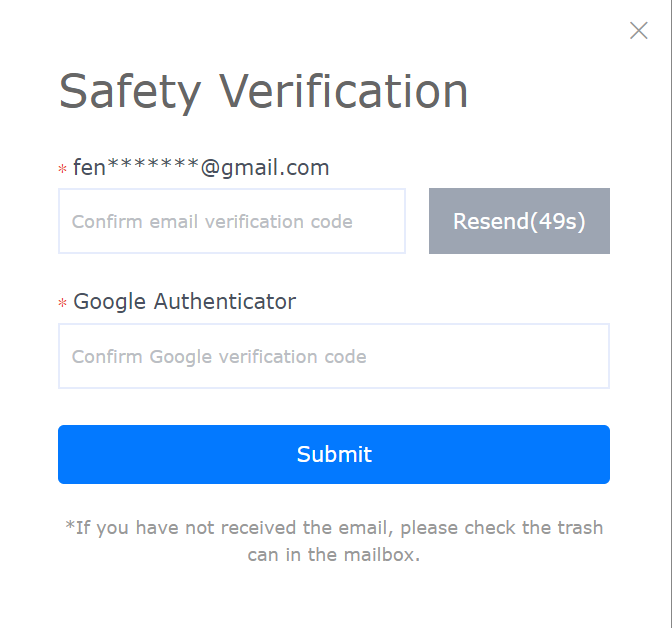 Safety Verification
* fen*******@gmail.com
Confirm email verification code
Resend(49s)
* Google Authenticator
Confirm Google verification code
Submit
*If you have not received the email, please check the trash
can in the mailbox.